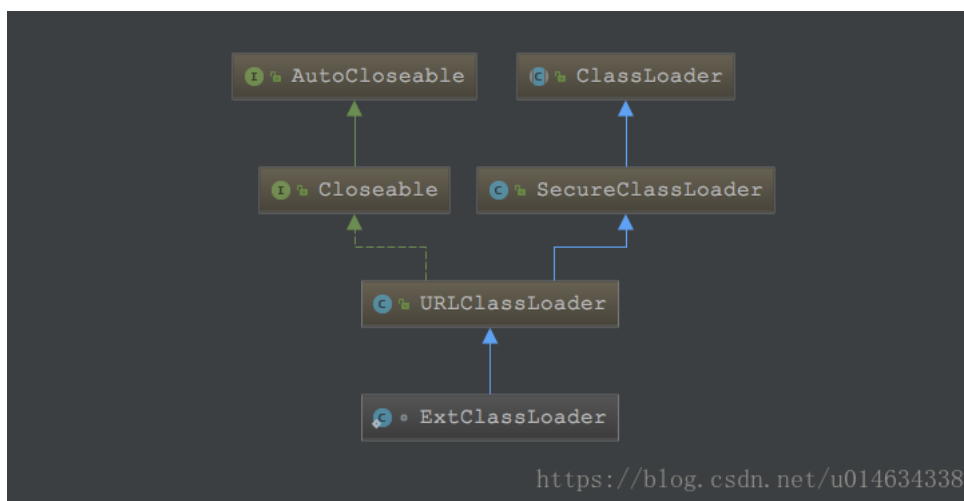 AutoCloseable
ClassLoader
Closeable
SecureClassLoader
URLClassLoader
ExtClassLoader
https://blog.csdn.net/u014634338